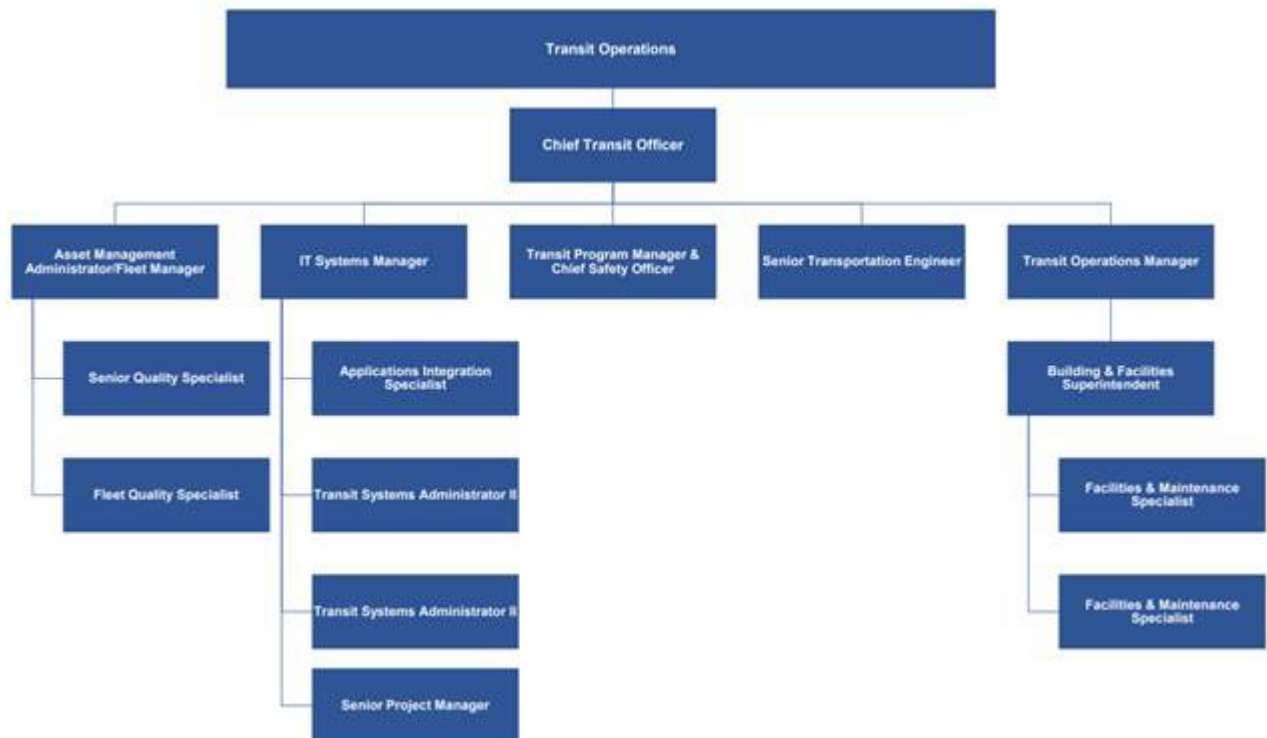 Transit Operations
Chief Transit Officer
Asset Management
Administrator/Fleet Manager
IT Systems Manager
Transit Program Manager &
Chief Safety Officer
Senior Transportation Engineer
Transit Operations Manager
Senior Quality Specialist
Applications Integration
Specialist
Building & Facilities
Superintendent
Fleet Quality Specialist
Transit Systems Administrator II
Facilities & Maintenance
Specialist
Transit Systems Administrator II
Facilities & Maintenance
Specialist
Senior Project Manager